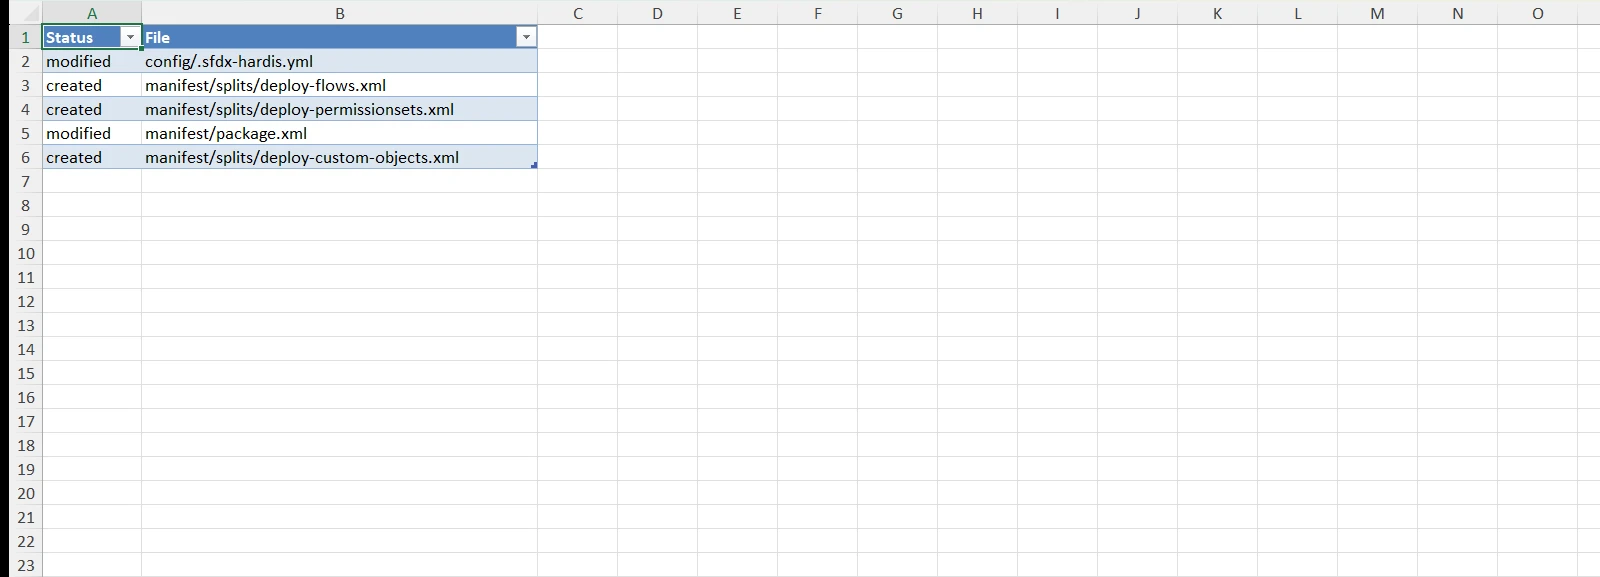 A B C D E F G H I J K L M N O
1 Status File
2 modified config/.sfdx-hardis.yml
3 created manifest/splits/deploy-flows.xml
4 created manifest/splits/deploy-permissionsets.xml
5 modified manifest/package.xml
6 created manifest/splits/deploy-custom-objects.xml
7
8
9
10
11
12
13
14
15
16
17
18
19
20
21
22
23